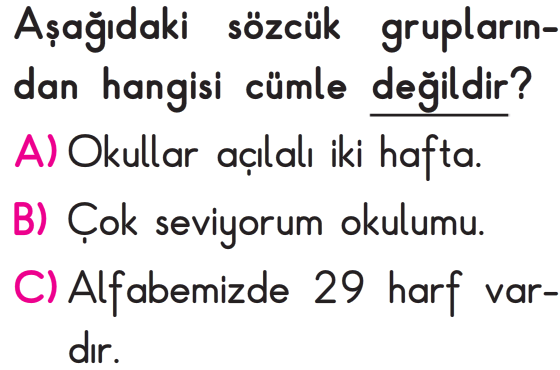 Aşağıdaki sözcük grupların-
dan hangisi cümle değildir?
A) Okullar açılalı iki hafta.
B) Çok seviyorum okulumu.
C) Alfabemizde 29 harf var-
dır.